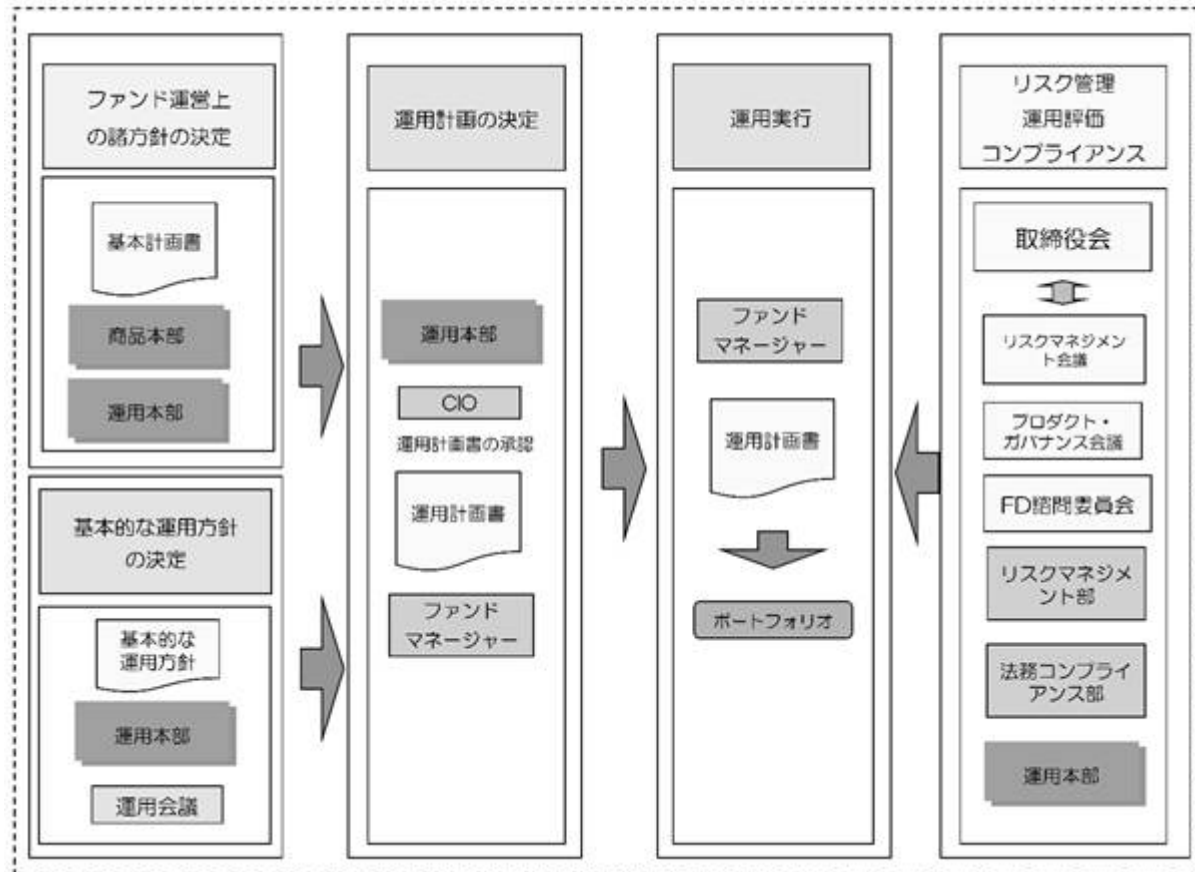 ファンド運営上
の諸方針の決定
基本計画書
商品本部
運用本部
基本的な運用方針
の決定
基本的な
運用方針
運用本部
運用会議
運用計画の決定
運用本部
CIO
運用計画書の承認
運用計画書
ファンド
マネージャー
運用実行
ファンド
マネージャー
運用計画書
ポートフォリオ
リスク管理
運用評価
コンプライアンス
取締役会
リスクマネジメン
ト会議
プロダクト・
ガバナンス会議
FD諮問委員会
リスクマネジメ
ント部
法務コンプライ
アンス部
運用本部